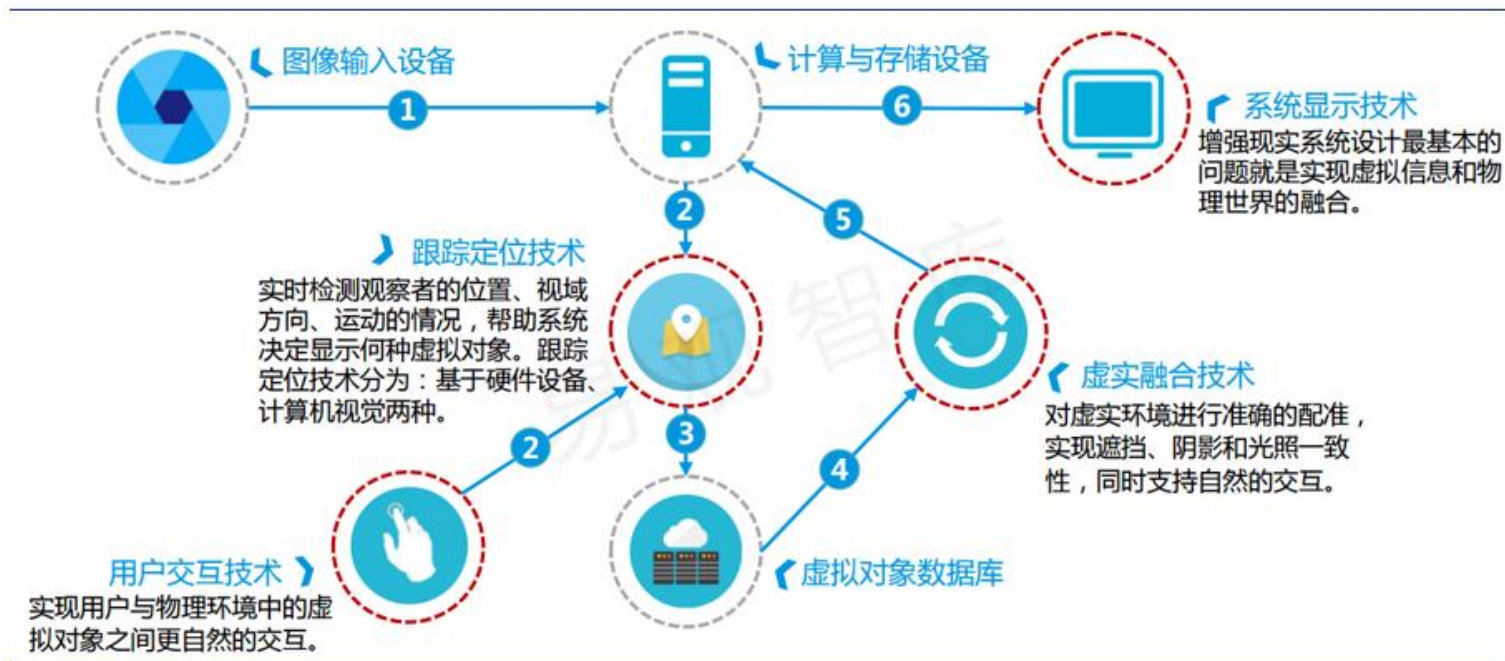 图像输入设备
1
计算与存储设备
6
系统显示技术
增强现实系统设计最基本的
问题就是实现虚拟信息和物
理世界的融合。
2
5
跟踪定位技术
实时检测观察者的位置、视域
方向、运动的情况，帮助系统
决定显示何种虚拟对象。跟踪
定位技术分为：基于硬件设备、
计算机视觉两种。
虚实融合技术
对虚实环境进行准确的配准，
实现遮挡、阴影和光照一致
性，同时支持自然的交互。
2
3
4
用户交互技术
实现用户与物理环境中的虚
拟对象之间更自然的交互。
虚拟对象数据库
易观智库